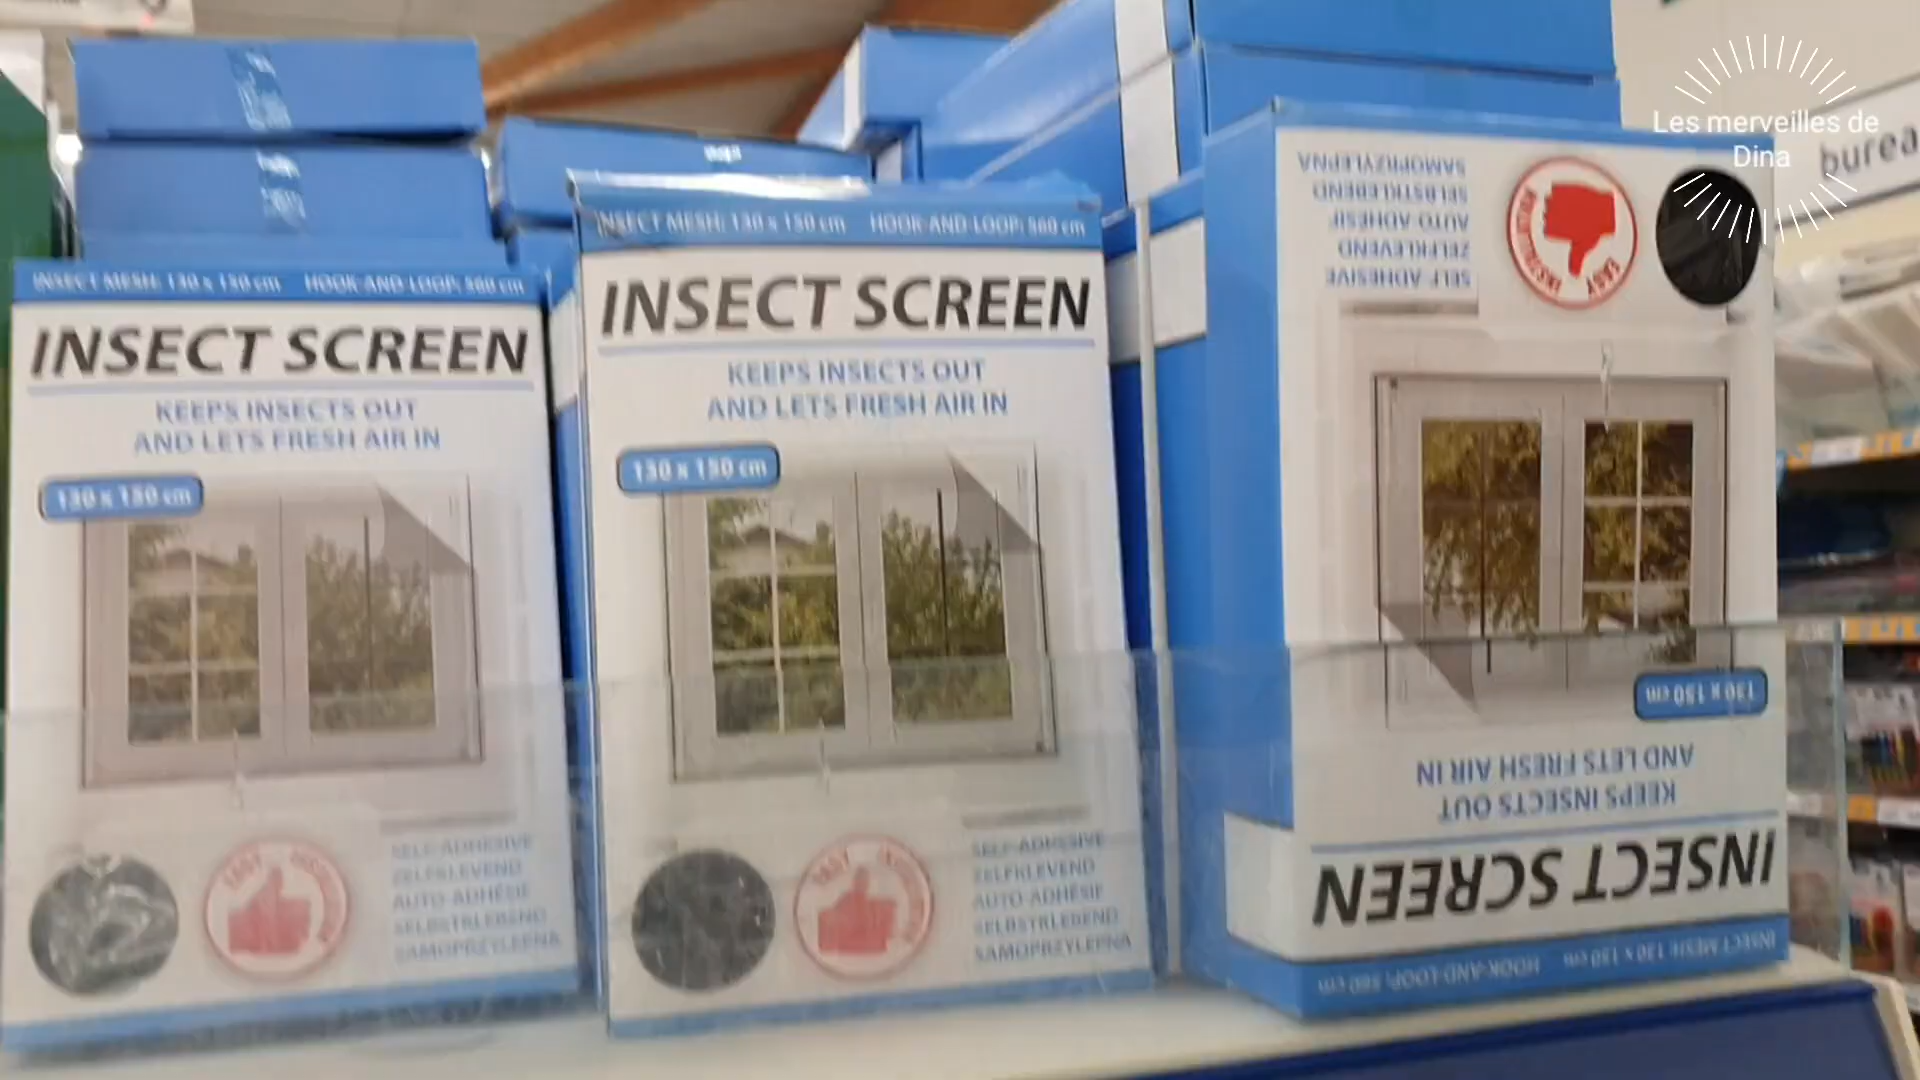 Les merveilles de
Dina
burea
INSECT MESH: 130 x 150 cm HOOK-AND-LOOP: 560 cm
INSECT SCREEN
KEEPS INSECTS OUT
AND LETS FRESH AIR IN
130 x 150 cm
EASY
SELF-ADHESIVE
ZELFKLEVEND
AUTO-ADHÉSIF
SELBSTKLEBEND
SAMOPRZYLEPNA
INSECT MESH: 130 x 150 cm HOOK-AND-LOOP: 560 cm
INSECT SCREEN
KEEPS INSECTS OUT
AND LETS FRESH AIR IN
130 x 150 cm
EASY
SELF-ADHESIVE
ZELFKLEVEND
AUTO-ADHÉSIF
SELBSTKLEBEND
SAMOPRZYLEPNA
INSECT MESH: 130 x 150 cm HOOK-AND-LOOP: 560 cm
INSECT SCREEN
KEEPS INSECTS OUT
AND LETS FRESH AIR IN
130 x 150 cm
EASY
SELF-ADHESIVE
ZELFKLEVEND
AUTO-ADHÉSIF
SELBSTKLEBEND
SAMOPRZYLEPNA